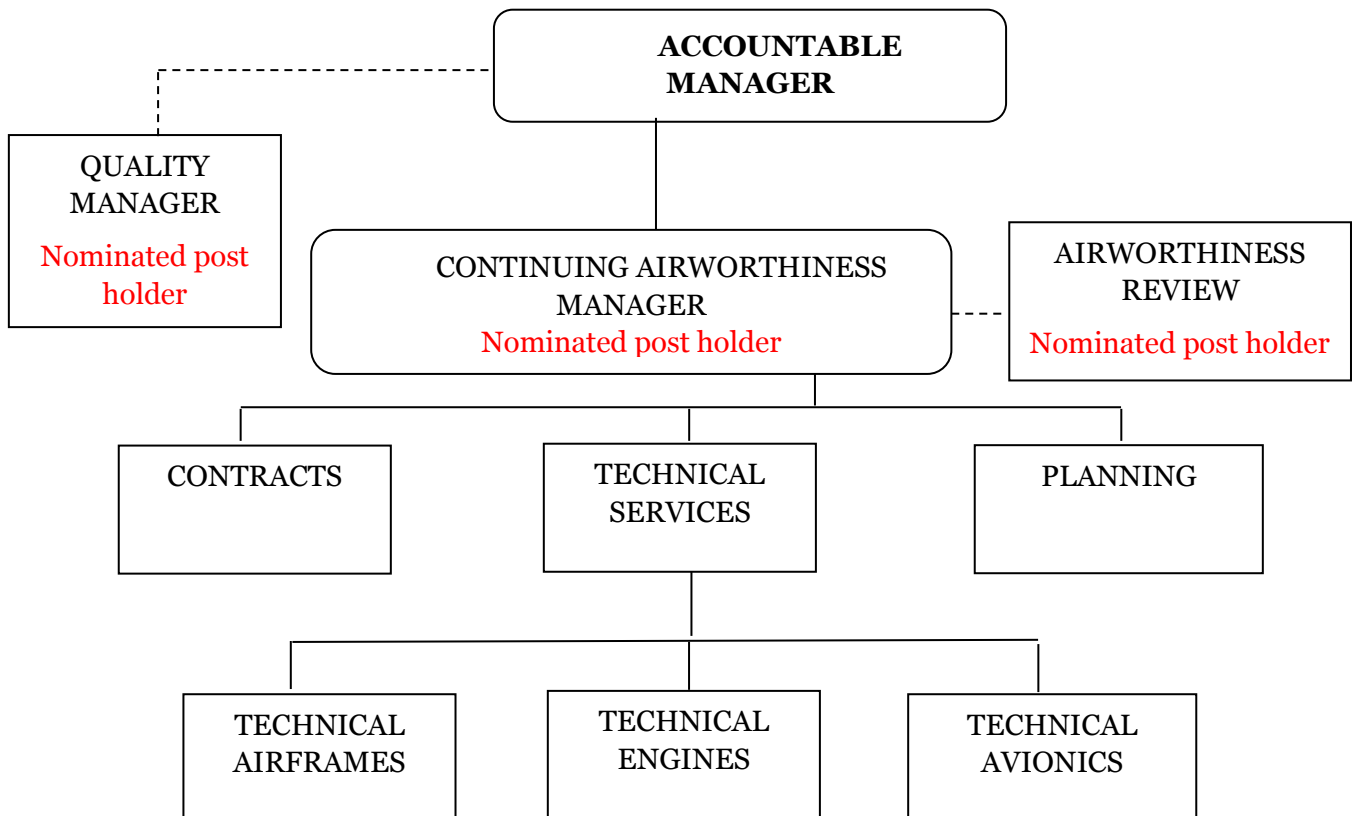 ACCOUNTABLE
MANAGER
QUALITY
MANAGER
Nominated post
holder
CONTINUING AIRWORTHINESS
MANAGER
Nominated post holder
AIRWORTHINESS
REVIEW
Nominated post holder
CONTRACTS
TECHNICAL
SERVICES
PLANNING
TECHNICAL
AIRFRAMES
TECHNICAL
ENGINES
TECHNICAL
AVIONICS